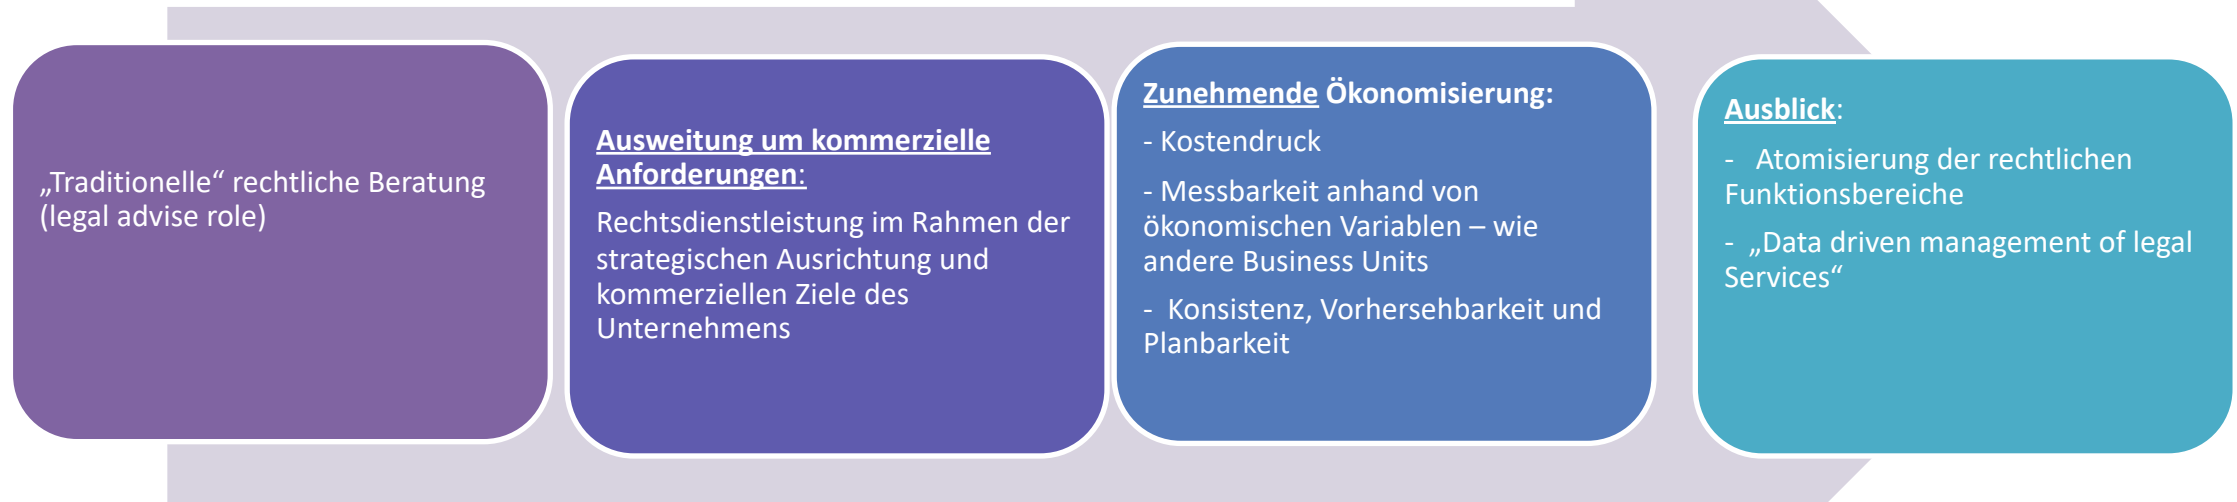 „Traditionelle“ rechtliche Beratung
(legal advise role)
Ausweitung um kommerzielle
Anforderungen:
Rechtsdienstleistung im Rahmen der
strategischen Ausrichtung und
kommerziellen Ziele des
Unternehmens
Zunehmende Ökonomisierung:
- Kostendruck
- Messbarkeit anhand von
ökonomischen Variablen – wie
andere Business Units
- Konsistenz, Vorhersehbarkeit und
Planbarkeit
Ausblick:
- Atomisierung der rechtlichen
Funktionsbereiche
- „Data driven management of legal
Services“